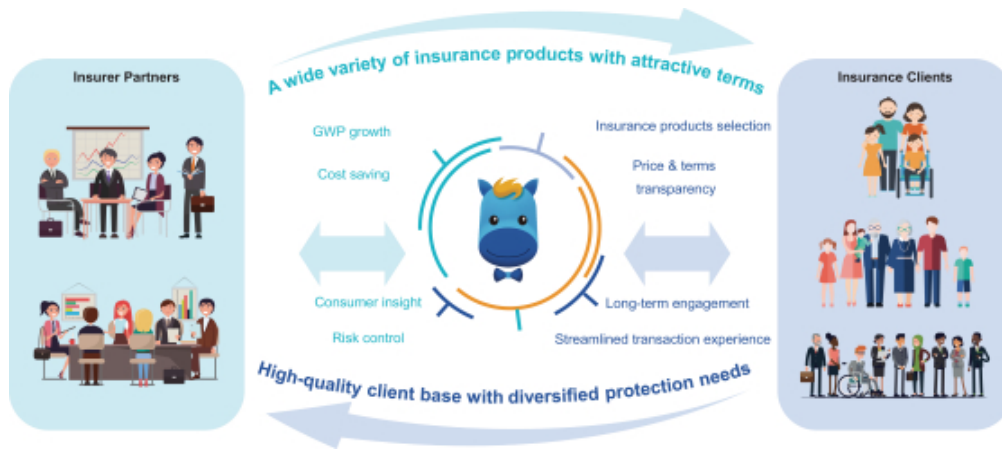 Insurer Partners
A wide variety of insurance products with attractive terms
Insurance Clients
GWP growth
Cost saving
Insurance products selection
Price & terms
transparency
Consumer insight
Risk control
Long-term engagement
Streamlined transaction experience
High-quality client base with diversified protection needs